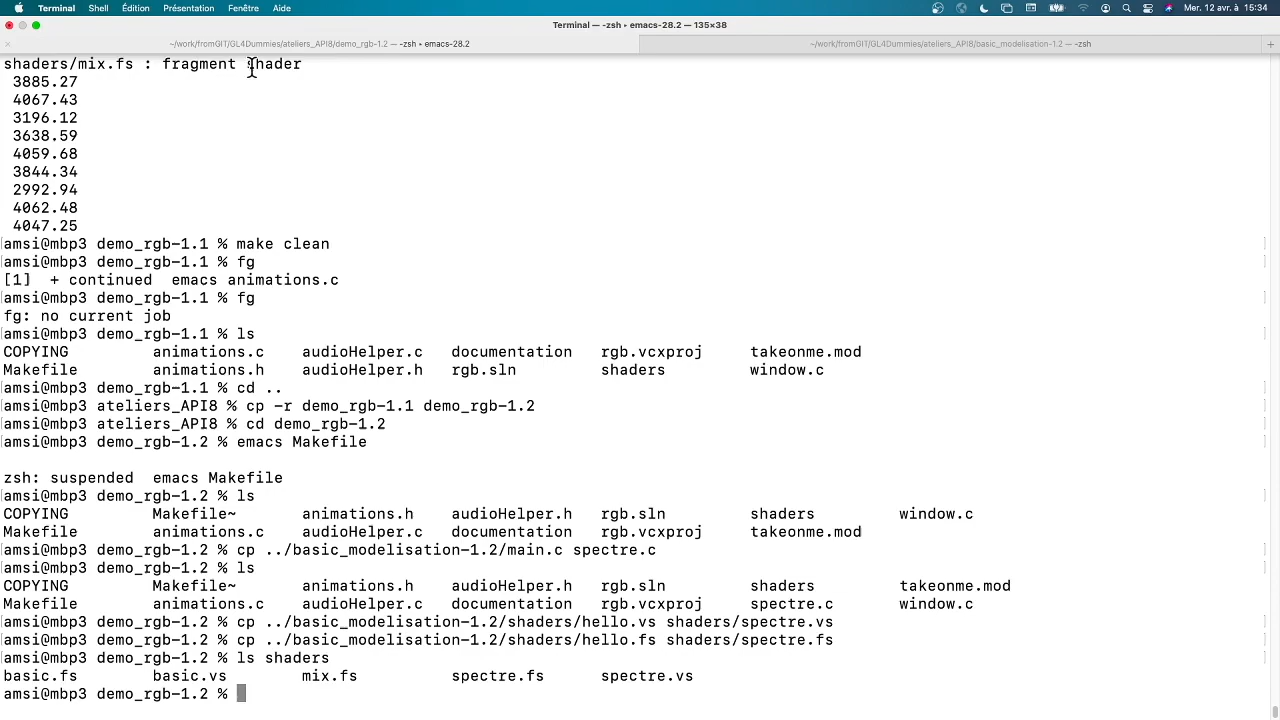 Terminal Shell Édition Présentation Fenêtre Aide Mer. 12 avr. à 15:34
Terminal — -zsh ▸ emacs-28.2 — 135×38
~/work/fromGIT/GL4Dummies/ateliers_API8/demo_rgb-1.2 — -zsh ▸ emacs-28.2 ~/work/fromGIT/GL4Dummies/ateliers_API8/basic_modelisation-1.2 — -zsh
shaders/mix.fs : fragment shader
3885.27
4067.43
3196.12
3638.59
4059.68
3844.34
2992.94
4062.48
4047.25
amsi@mbp3 demo_rgb-1.1 % make clean
amsi@mbp3 demo_rgb-1.1 % fg
[1]  + continued  emacs animations.c
amsi@mbp3 demo_rgb-1.1 % fg
fg: no current job
amsi@mbp3 demo_rgb-1.1 % ls
COPYING animations.c audioHelper.c documentation rgb.vcxproj takeonme.mod
Makefile animations.h audioHelper.h rgb.sln shaders window.c
amsi@mbp3 demo_rgb-1.1 % cd ..
amsi@mbp3 ateliers_API8 % cp -r demo_rgb-1.1 demo_rgb-1.2
amsi@mbp3 ateliers_API8 % cd demo_rgb-1.2
amsi@mbp3 demo_rgb-1.2 % emacs Makefile
zsh: suspended  emacs Makefile
amsi@mbp3 demo_rgb-1.2 % ls
COPYING Makefile~ animations.h audioHelper.h rgb.sln shaders window.c
Makefile animations.c audioHelper.c documentation rgb.vcxproj takeonme.mod
amsi@mbp3 demo_rgb-1.2 % cp ../basic_modelisation-1.2/main.c spectre.c
amsi@mbp3 demo_rgb-1.2 % ls
COPYING Makefile~ animations.h audioHelper.h rgb.sln shaders takeonme.mod
Makefile animations.c audioHelper.c documentation rgb.vcxproj spectre.c window.c
amsi@mbp3 demo_rgb-1.2 % cp ../basic_modelisation-1.2/shaders/hello.vs shaders/spectre.vs
amsi@mbp3 demo_rgb-1.2 % cp ../basic_modelisation-1.2/shaders/hello.fs shaders/spectre.fs
amsi@mbp3 demo_rgb-1.2 % ls shaders
basic.fs basic.vs mix.fs spectre.fs spectre.vs
amsi@mbp3 demo_rgb-1.2 %